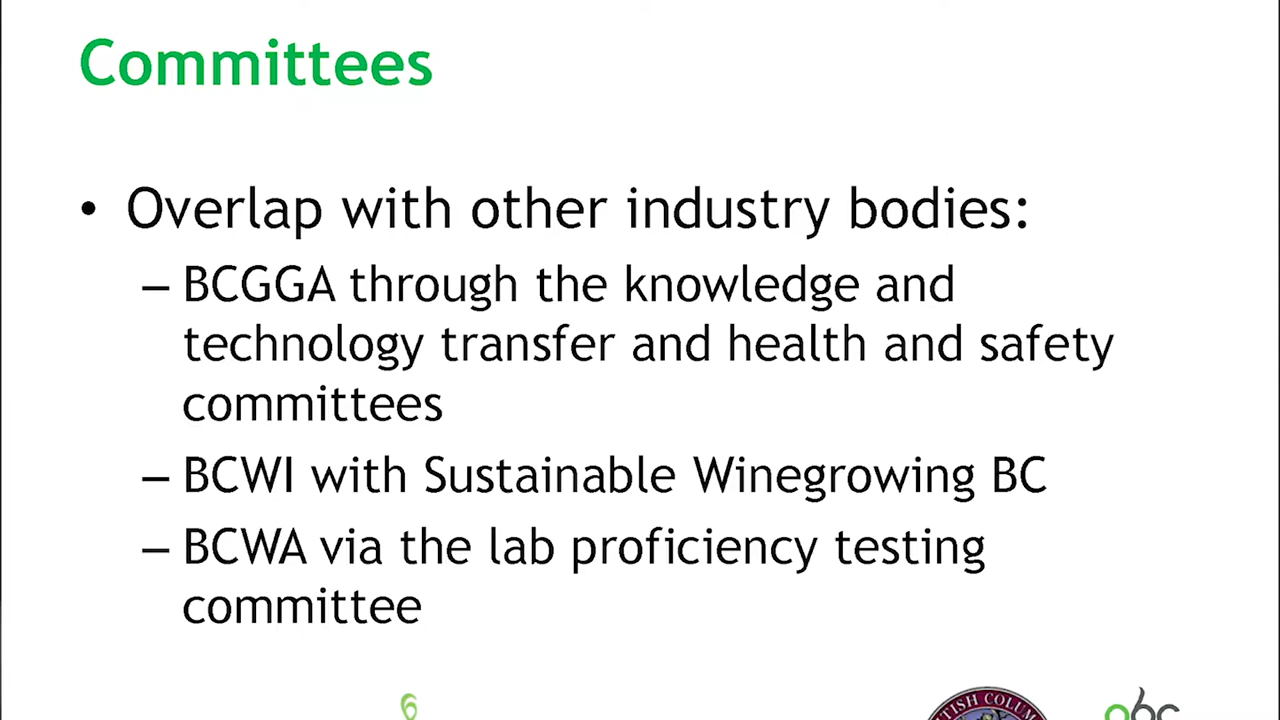 Committees
• Overlap with other industry bodies:
– BCGGA through the knowledge and
technology transfer and health and safety
committees
– BCWI with Sustainable Winegrowing BC
– BCWA via the lab proficiency testing
committee
6